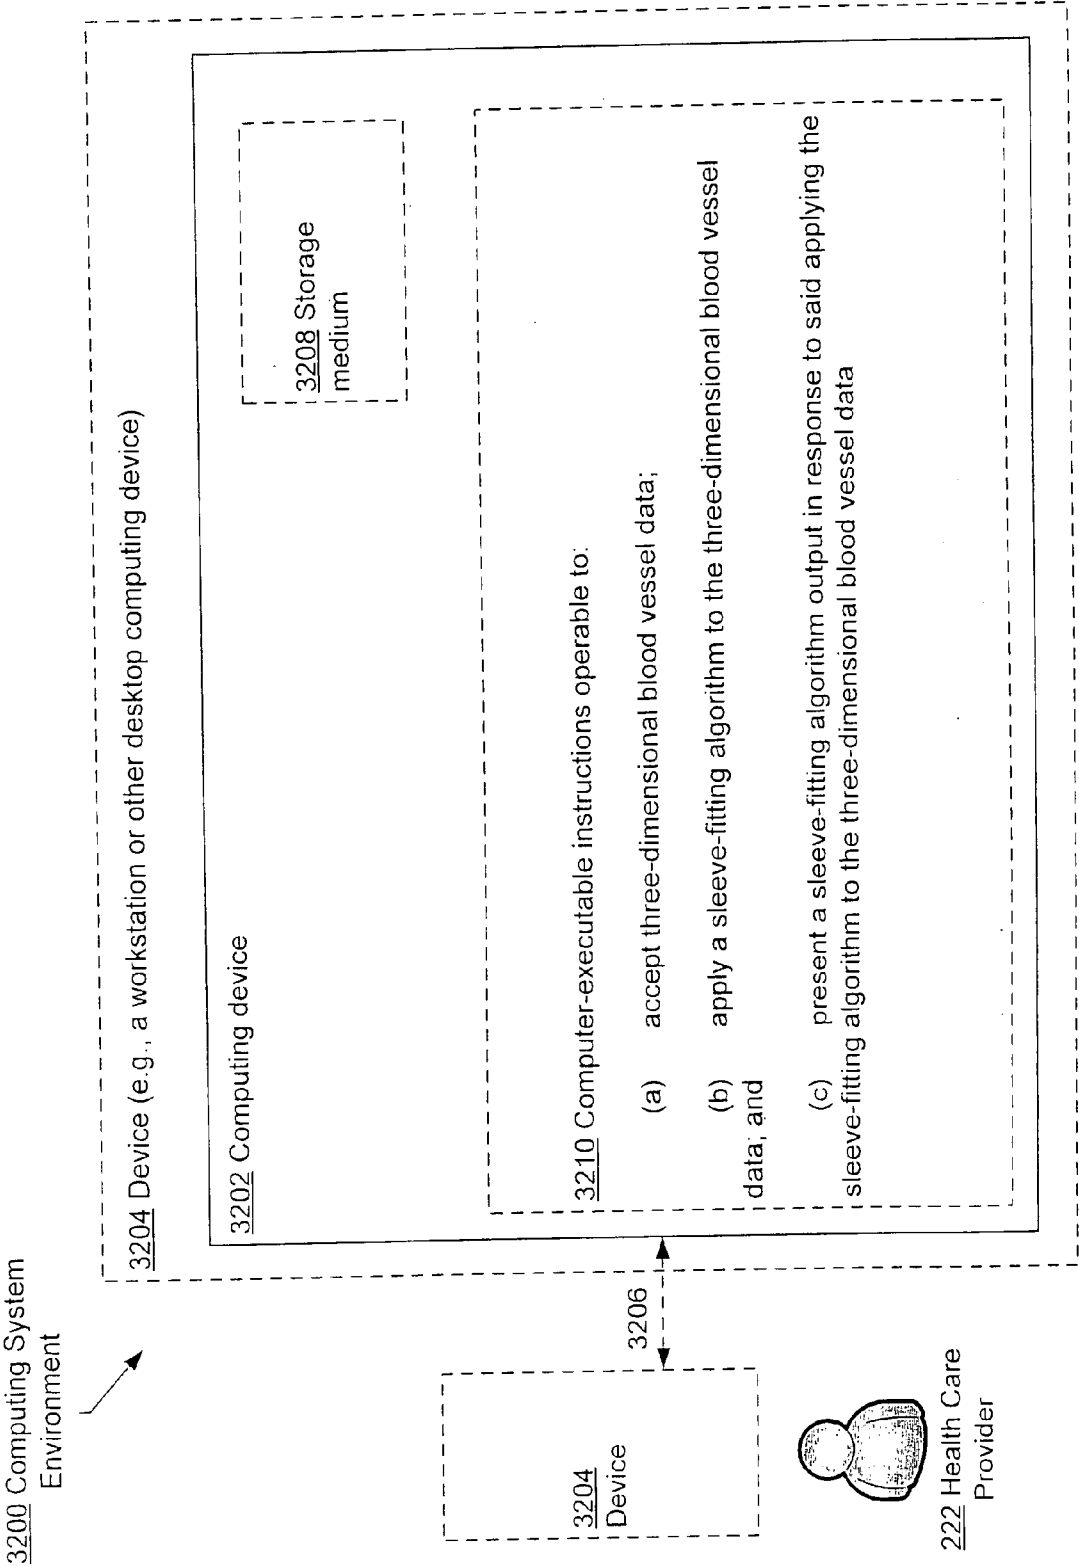 3200 Computing System
Environment
3204 Device (e.g., a workstation or other desktop computing device)
3202 Computing device
3208 Storage
medium
3210 Computer-executable instructions operable to:
(a) accept three-dimensional blood vessel data;
(b) apply a sleeve-fitting algorithm to the three-dimensional blood vessel
data; and
(c) present a sleeve-fitting algorithm output in response to said applying the
sleeve-fitting algorithm to the three-dimensional blood vessel data
3206
3204
Device
222 Health Care
Provider